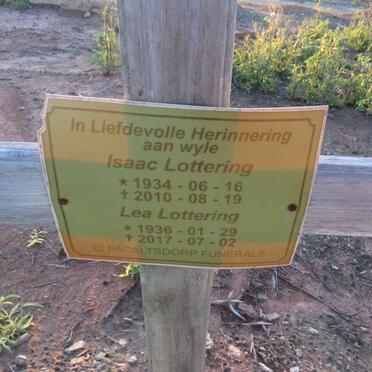 In Liefdevolle Herinnering
aan wyle
Isaac Lottering
★ 1934 - 06 - 16
✝ 2010 - 08 - 19
Lea Lottering
★ 1936 - 01 - 29
✝ 2017 - 07 - 02
PACALTSDORP FUNERALS